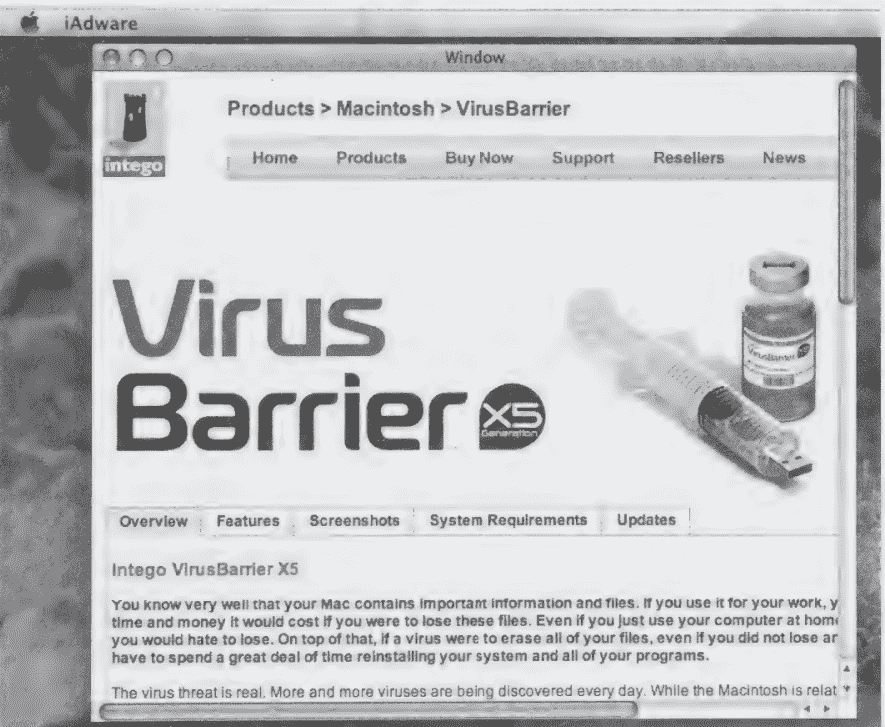 iAdware
Window
intego
Products > Macintosh > VirusBarrier
Home Products Buy Now Support Resellers News
Virus
Barrier X5
Generation
VirusBarrier
Overview Features Screenshots System Requirements Updates
Intego VirusBarrier X5
You know very well that your Mac contains important information and files. If you use it for your work, y
time and money it would cost if you were to lose these files. Even if you just use your computer at hom
you would hate to lose. On top of that, if a virus were to erase all of your files, even if you did not lose an
have to spend a great deal of time reinstalling your system and all of your programs.
The virus threat is real. More and more viruses are being discovered every day. While the Macintosh is relat